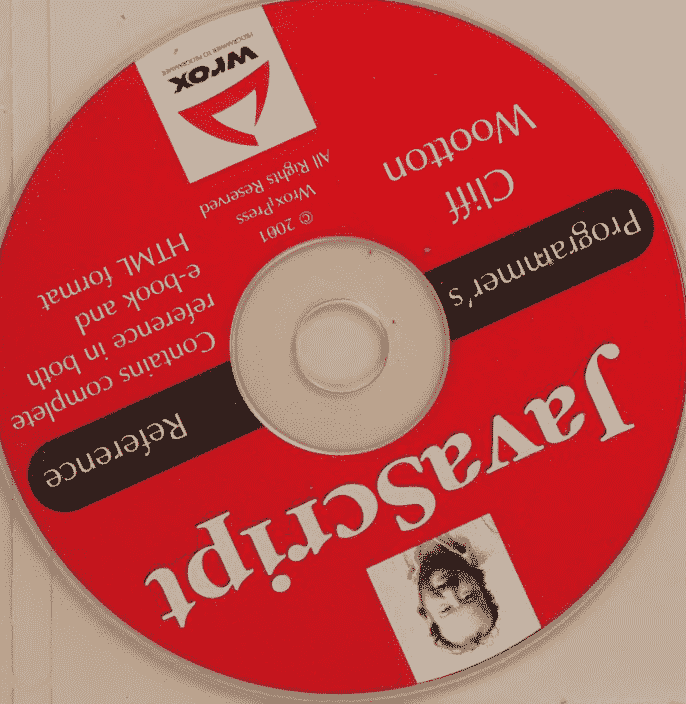 JavaScript
Programmer's Reference
Cliff
Wootton
Contains complete
reference in both
e-book and
HTML format
© 2001
Wrox Press
All Rights Reserved
wrox
PROGRAMMER TO PROGRAMMER